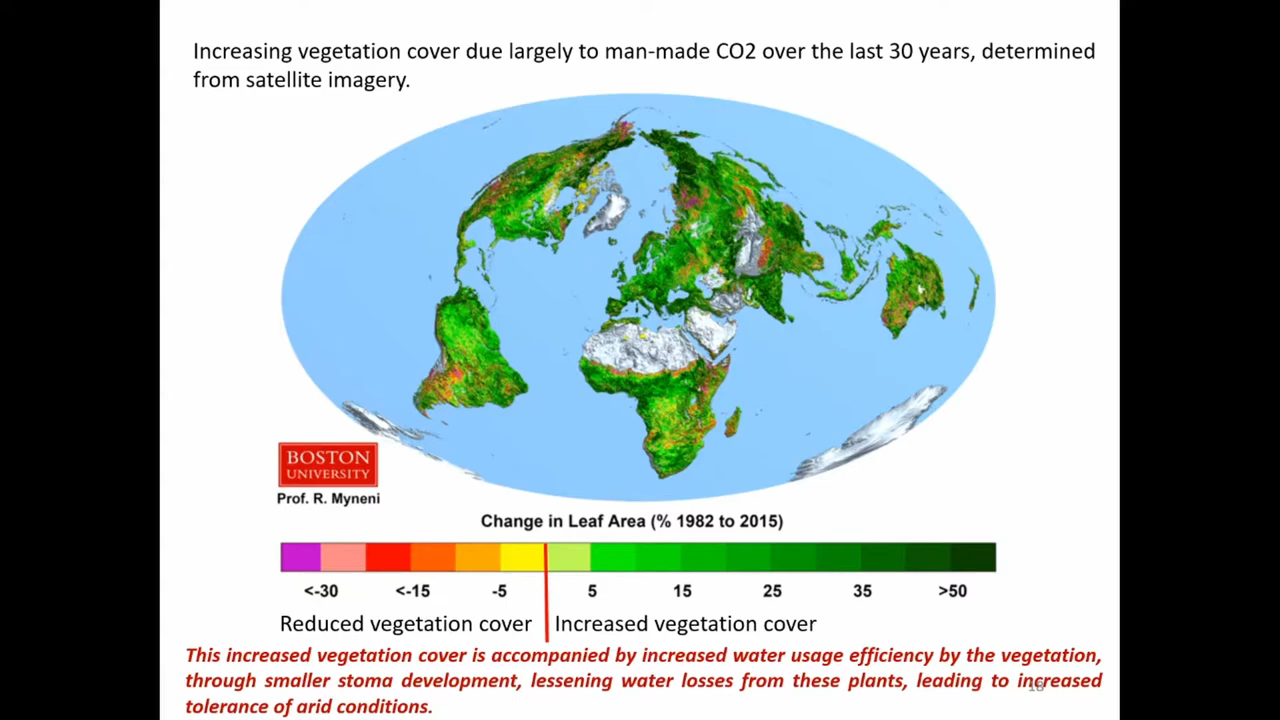 Increasing vegetation cover due largely to man-made CO2 over the last 30 years, determined
from satellite imagery.
BOSTON
UNIVERSITY
Prof. R. Myneni
Change in Leaf Area (% 1982 to 2015)
<-30 <-15 -5 5 15 25 35 >50
Reduced vegetation cover Increased vegetation cover
This increased vegetation cover is accompanied by increased water usage efficiency by the vegetation,
through smaller stoma development, lessening water losses from these plants, leading to increased
tolerance of arid conditions.